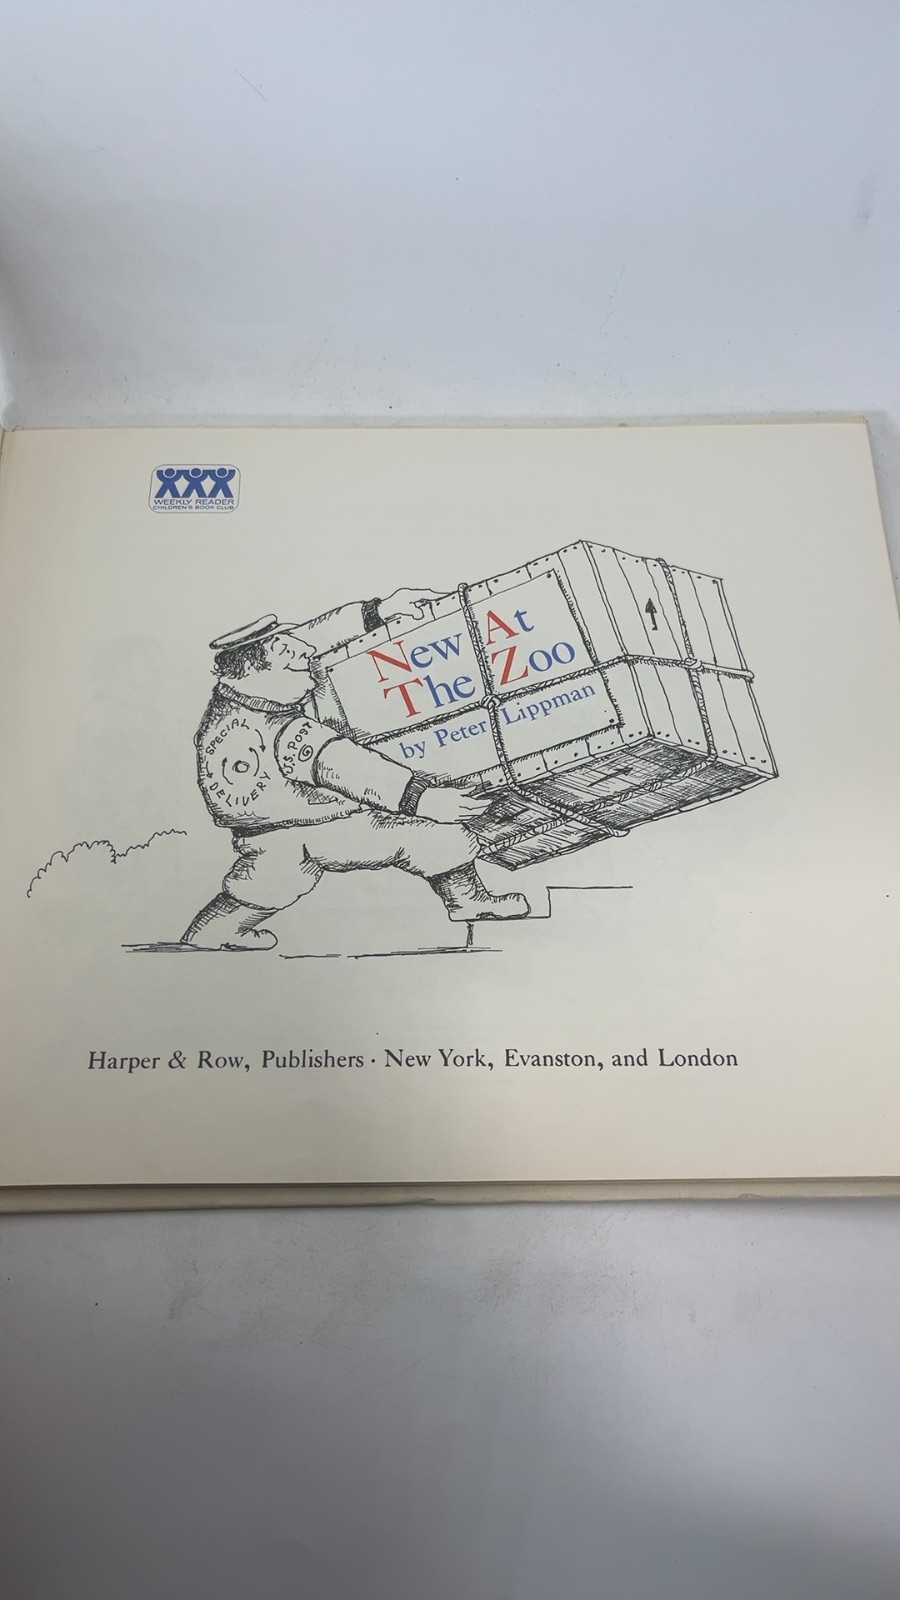 WEEKLY READER
CHILDREN'S BOOK CLUB
New At
The Zoo
by Peter Lippman
SPECIAL
DELIVERY
U.S. POST
Harper & Row, Publishers · New York, Evanston, and London